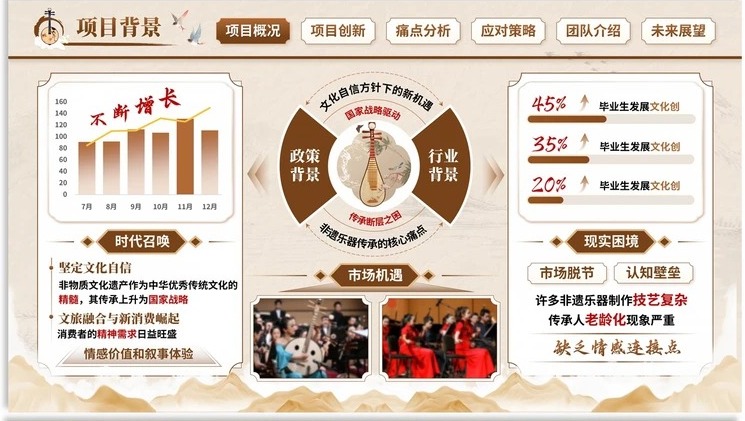 项目背景
项目概况
项目创新
痛点分析
应对策略
团队介绍
未来展望
不断增长
160
140
120
100
80
60
40
20
0
7月
8月
9月
10月
11月
12月
时代召唤
坚定文化自信
非物质文化遗产作为中华优秀传统文化的
精髓，其传承上升为国家战略
文旅融合与新消费崛起
消费者的精神需求日益旺盛
情感价值和叙事体验
文化自信方针下的新机遇
国家战略驱动
政策
背景
行业
背景
传承断层之困
非遗乐器传承的核心痛点
市场机遇
45%
毕业生发展文化创
35%
毕业生发展文化创
20%
毕业生发展文化创
现实困境
市场脱节
认知壁垒
许多非遗乐器制作技艺复杂
传承人老龄化现象严重
缺乏情感连接点